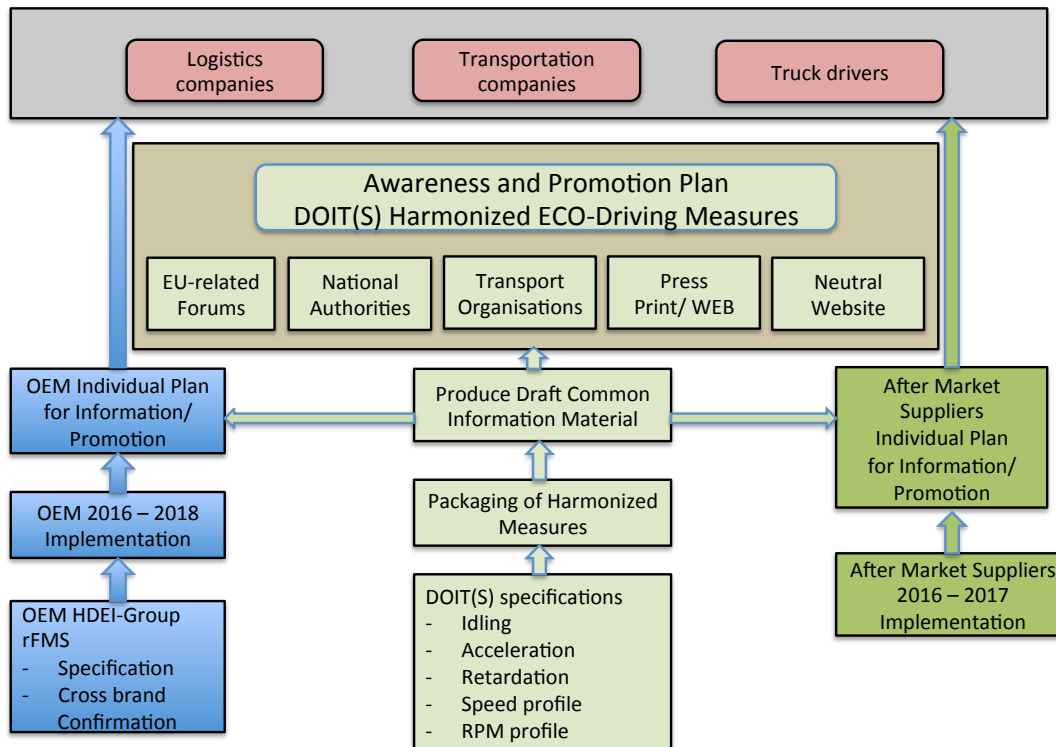 Logistics
companies
Transportation
companies
Truck drivers
Awareness and Promotion Plan
DOIT(S) Harmonized ECO-Driving Measures
EU-related
Forums
National
Authorities
Transport
Organisations
Press
Print/ WEB
Neutral
Website
OEM Individual Plan
for Information/
Promotion
Produce Draft Common
Information Material
After Market
Suppliers
Individual Plan
for Information/
Promotion
OEM 2016 – 2018
Implementation
Packaging of Harmonized
Measures
After Market Suppliers
2016 – 2017
Implementation
OEM HDEI-Group
rFMS
- Specification
- Cross brand
Confirmation
DOIT(S) specifications
- Idling
- Acceleration
- Retardation
- Speed profile
- RPM profile